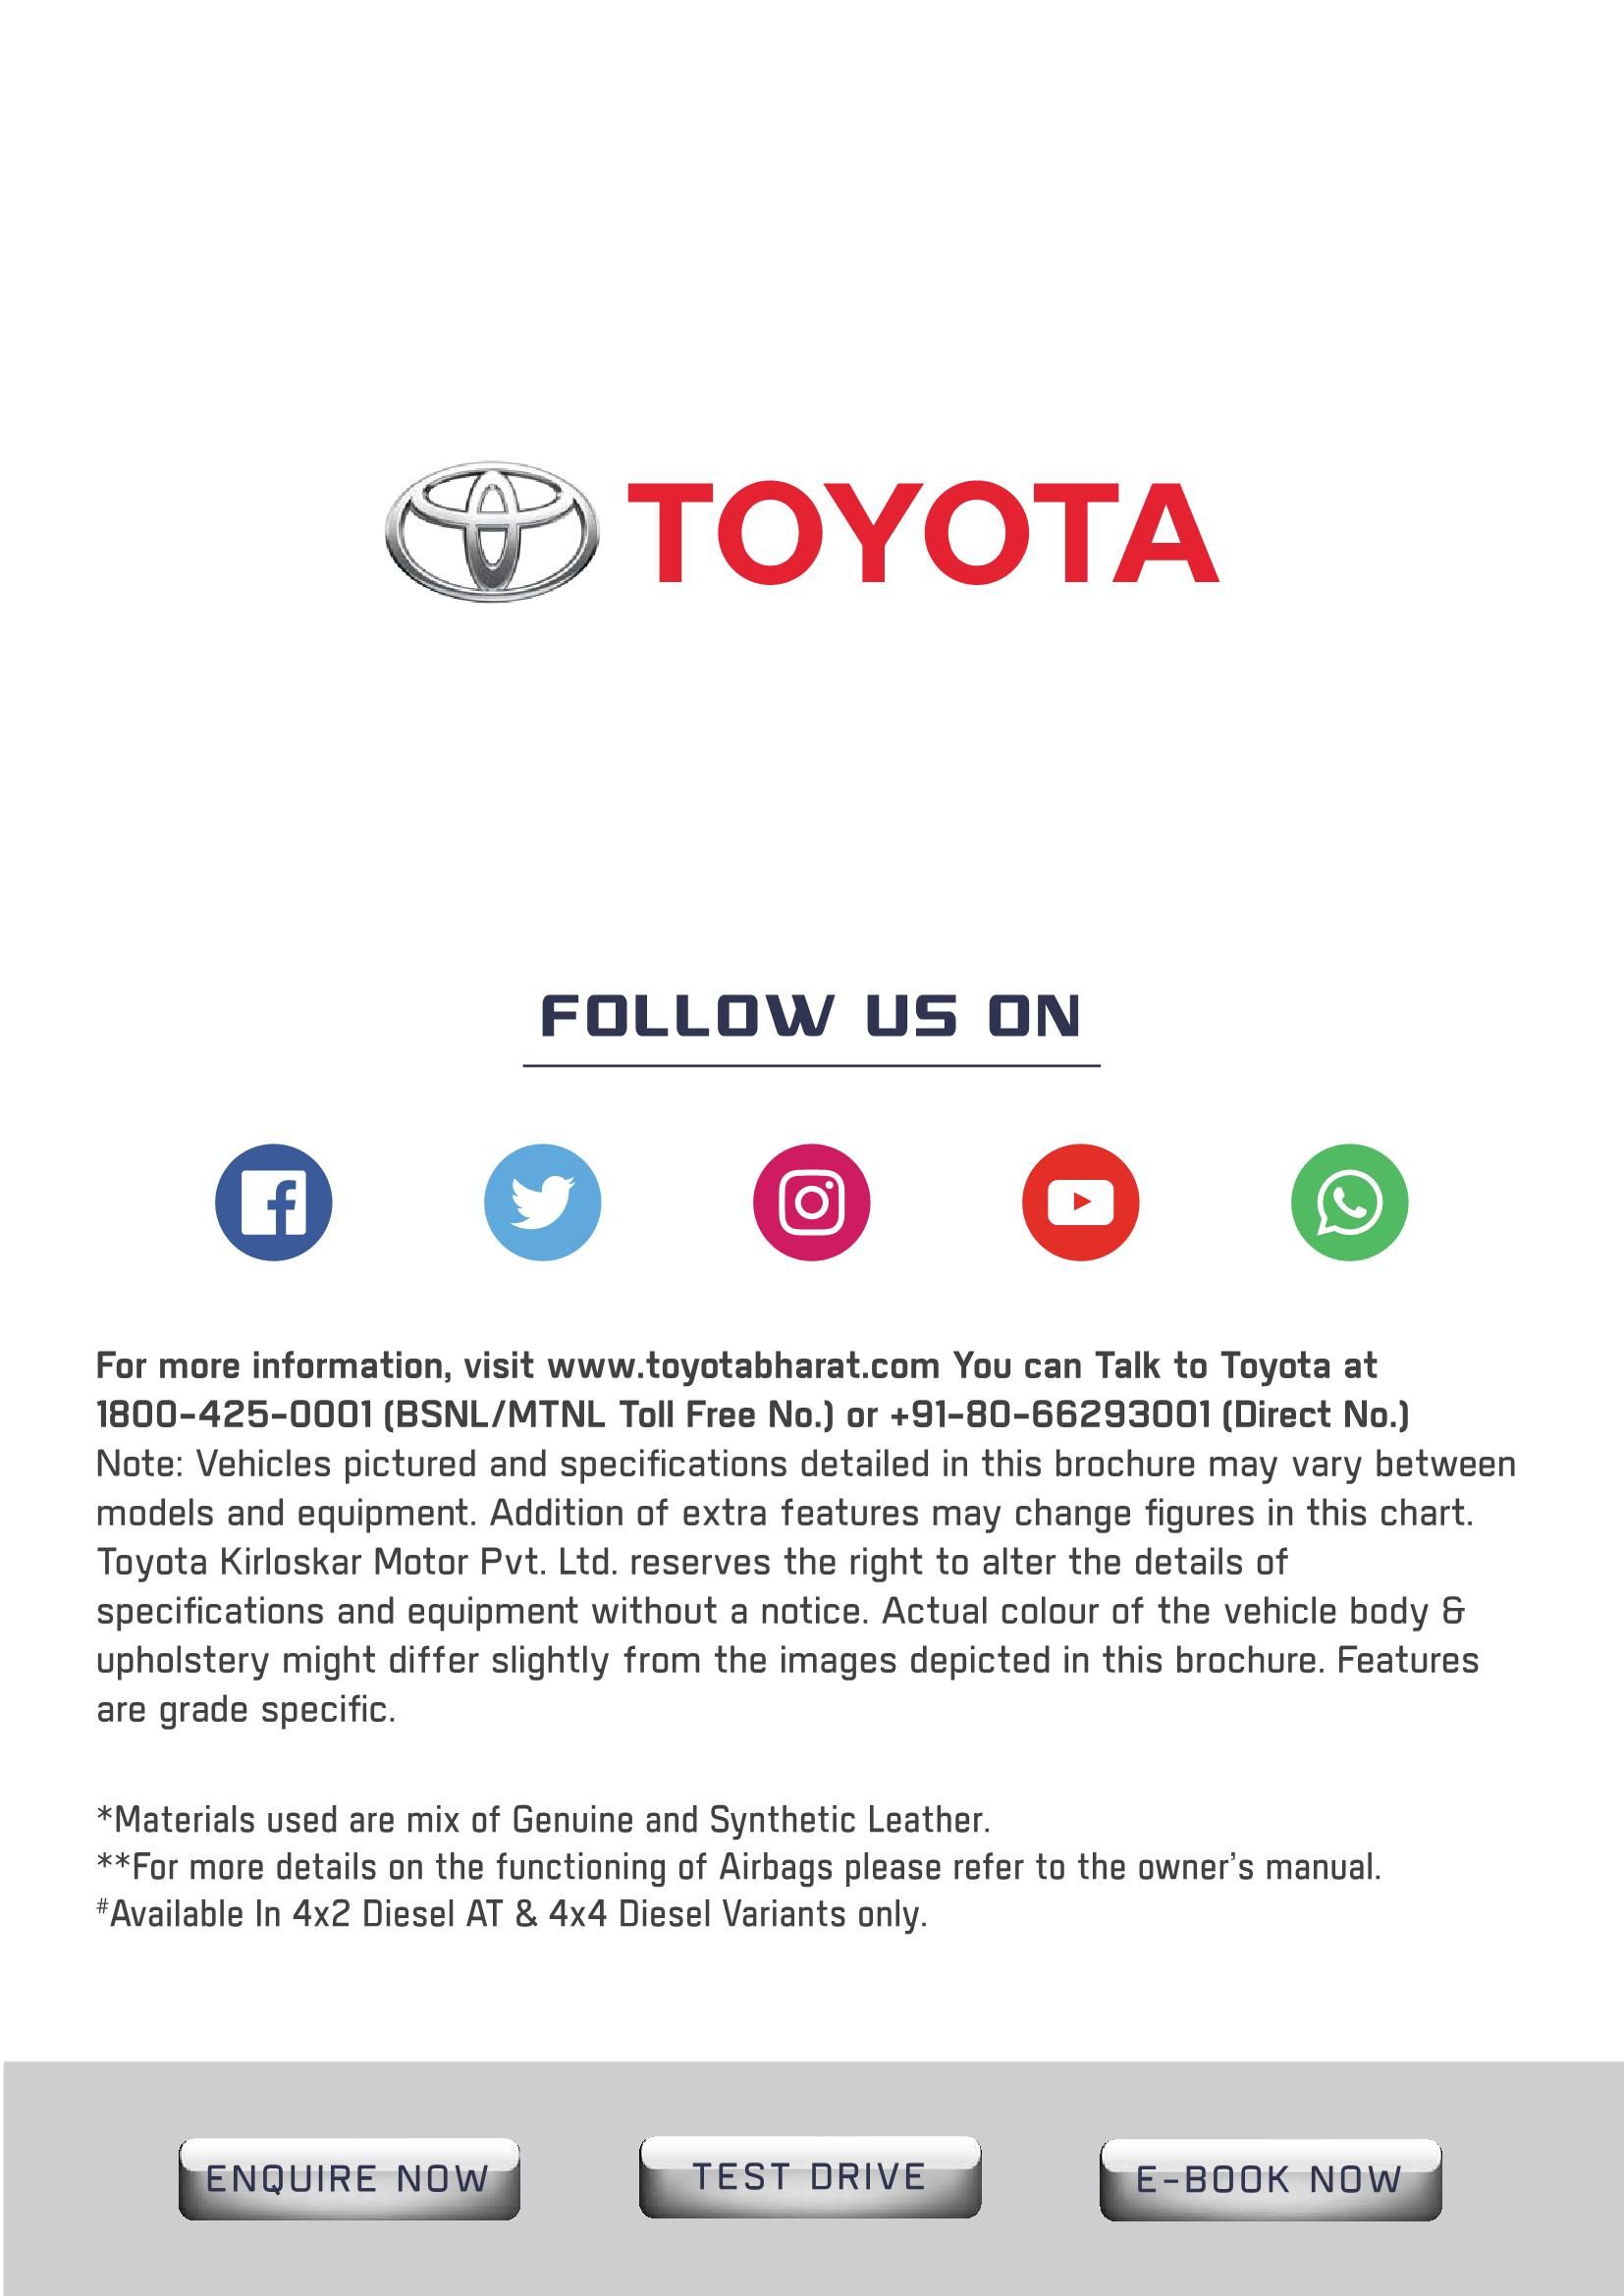 TOYOTA
FOLLOW US ON
For more information, visit www.toyotabharat.com You can Talk to Toyota at
1800-425-0001 (BSNL/MTNL Toll Free No.) or +91-80-66293001 (Direct No.)
Note: Vehicles pictured and specifications detailed in this brochure may vary between
models and equipment. Addition of extra features may change figures in this chart.
Toyota Kirloskar Motor Pvt. Ltd. reserves the right to alter the details of
specifications and equipment without a notice. Actual colour of the vehicle body &
upholstery might differ slightly from the images depicted in this brochure. Features
are grade specific.
*Materials used are mix of Genuine and Synthetic Leather.
**For more details on the functioning of Airbags please refer to the owner's manual.
#Available In 4x2 Diesel AT & 4x4 Diesel Variants only.
ENQUIRE NOW
TEST DRIVE
E-BOOK NOW